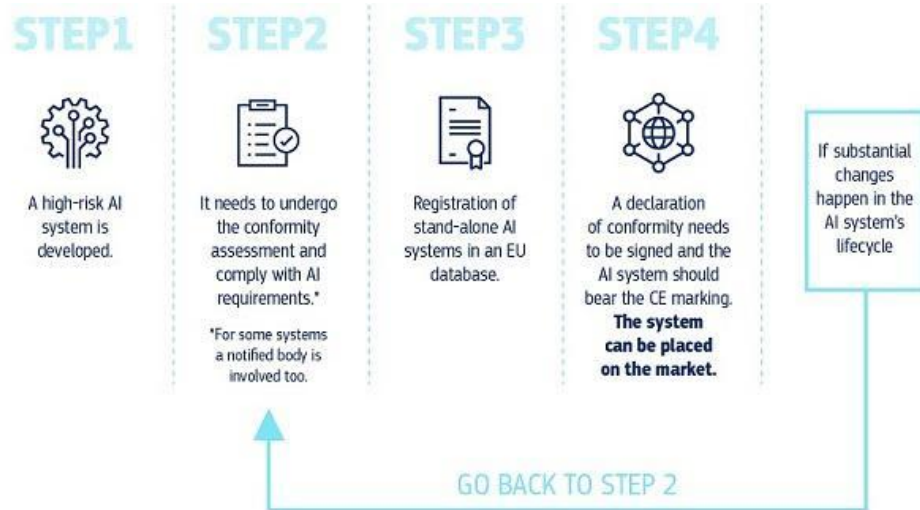 STEP1
A high-risk AI
system is
developed.
STEP2
It needs to undergo
the conformity
assessment and
comply with AI
requirements.*
*For some systems
a notified body is
involved too.
STEP3
Registration of
stand-alone AI
systems in an EU
database.
STEP4
A declaration
of conformity needs
to be signed and the
AI system should
bear the CE marking.
The system
can be placed
on the market.
If substantial
changes
happen in the
AI system's
lifecycle
GO BACK TO STEP 2